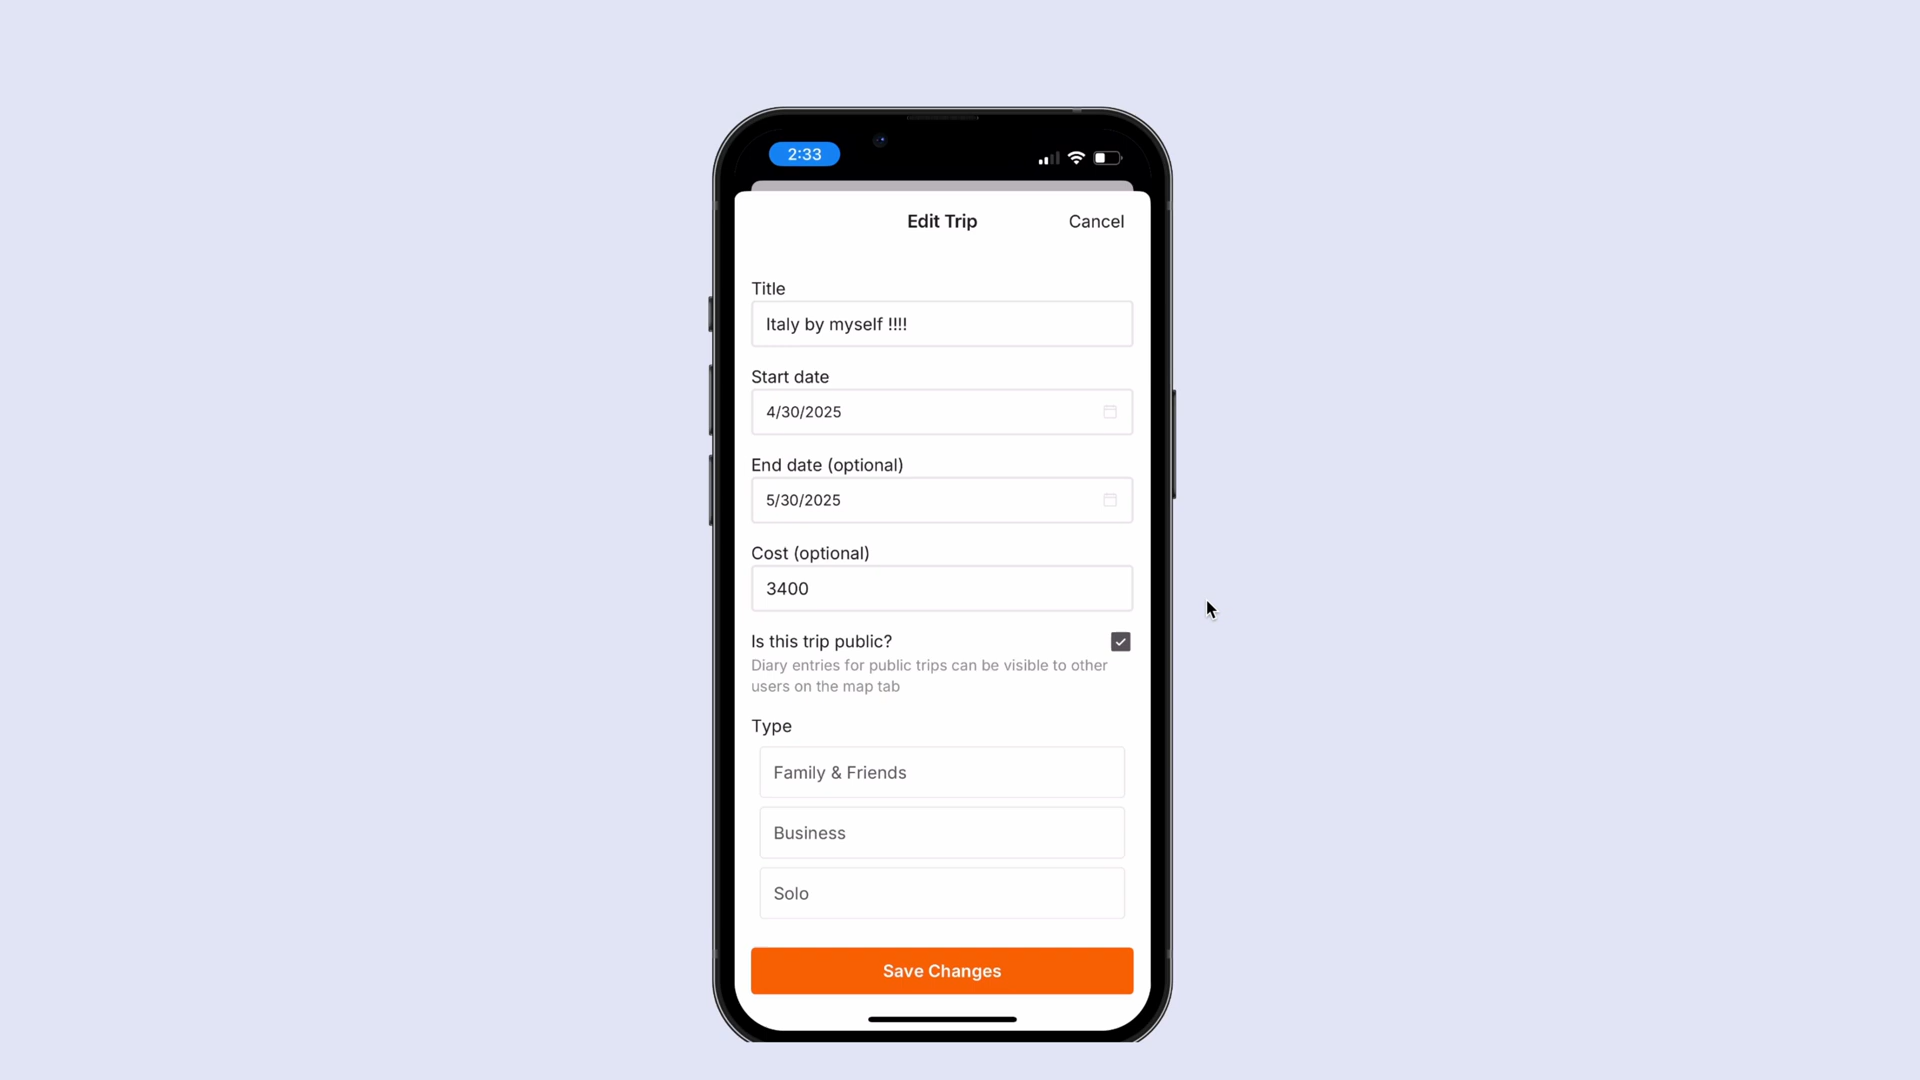 2:33
Edit Trip
Cancel
Title
Italy by myself !!!!
Start date
4/30/2025
End date (optional)
5/30/2025
Cost (optional)
3400
Is this trip public?
Diary entries for public trips can be visible to other
users on the map tab
Type
Family & Friends
Business
Solo
Save Changes